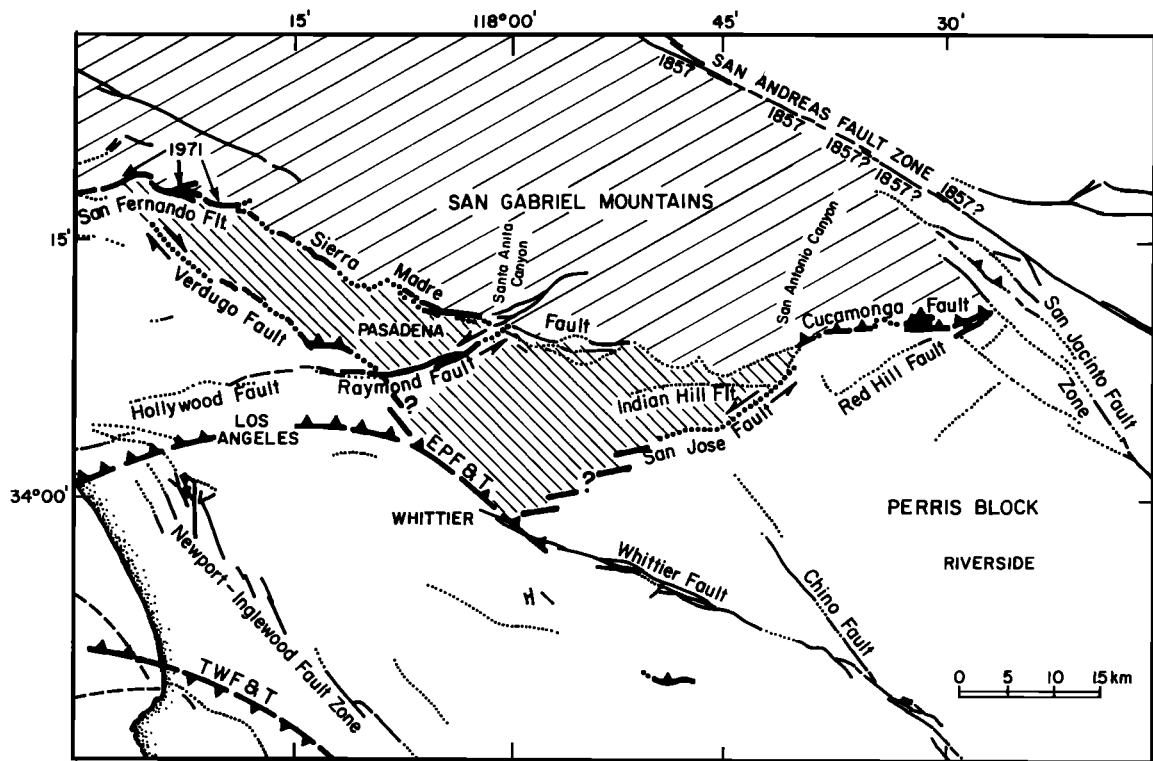 15'
118°00'
45'
30'
SAN ANDREAS FAULT ZONE
1857
1857
1857?
1857?
1857?
1971
San Fernando Flt.
SAN GABRIEL MOUNTAINS
15'
Sierra
Madre
Fault
Santa Anita
Canyon
San Antonio Canyon
Verdugo Fault
PASADENA
Cucamonga Fault
San Jacinto Fault
Zone
Raymond Fault
Red Hill Fault
Hollywood Fault
Indian Hill Flt.
LOS
ANGELES
?
EPF&T
San Jose Fault
?
34°00'
WHITTIER
PERRIS BLOCK
RIVERSIDE
Newport-Inglewood Fault Zone
Whittier Fault
Chino Fault
TWF&T
0 5 10 15 km